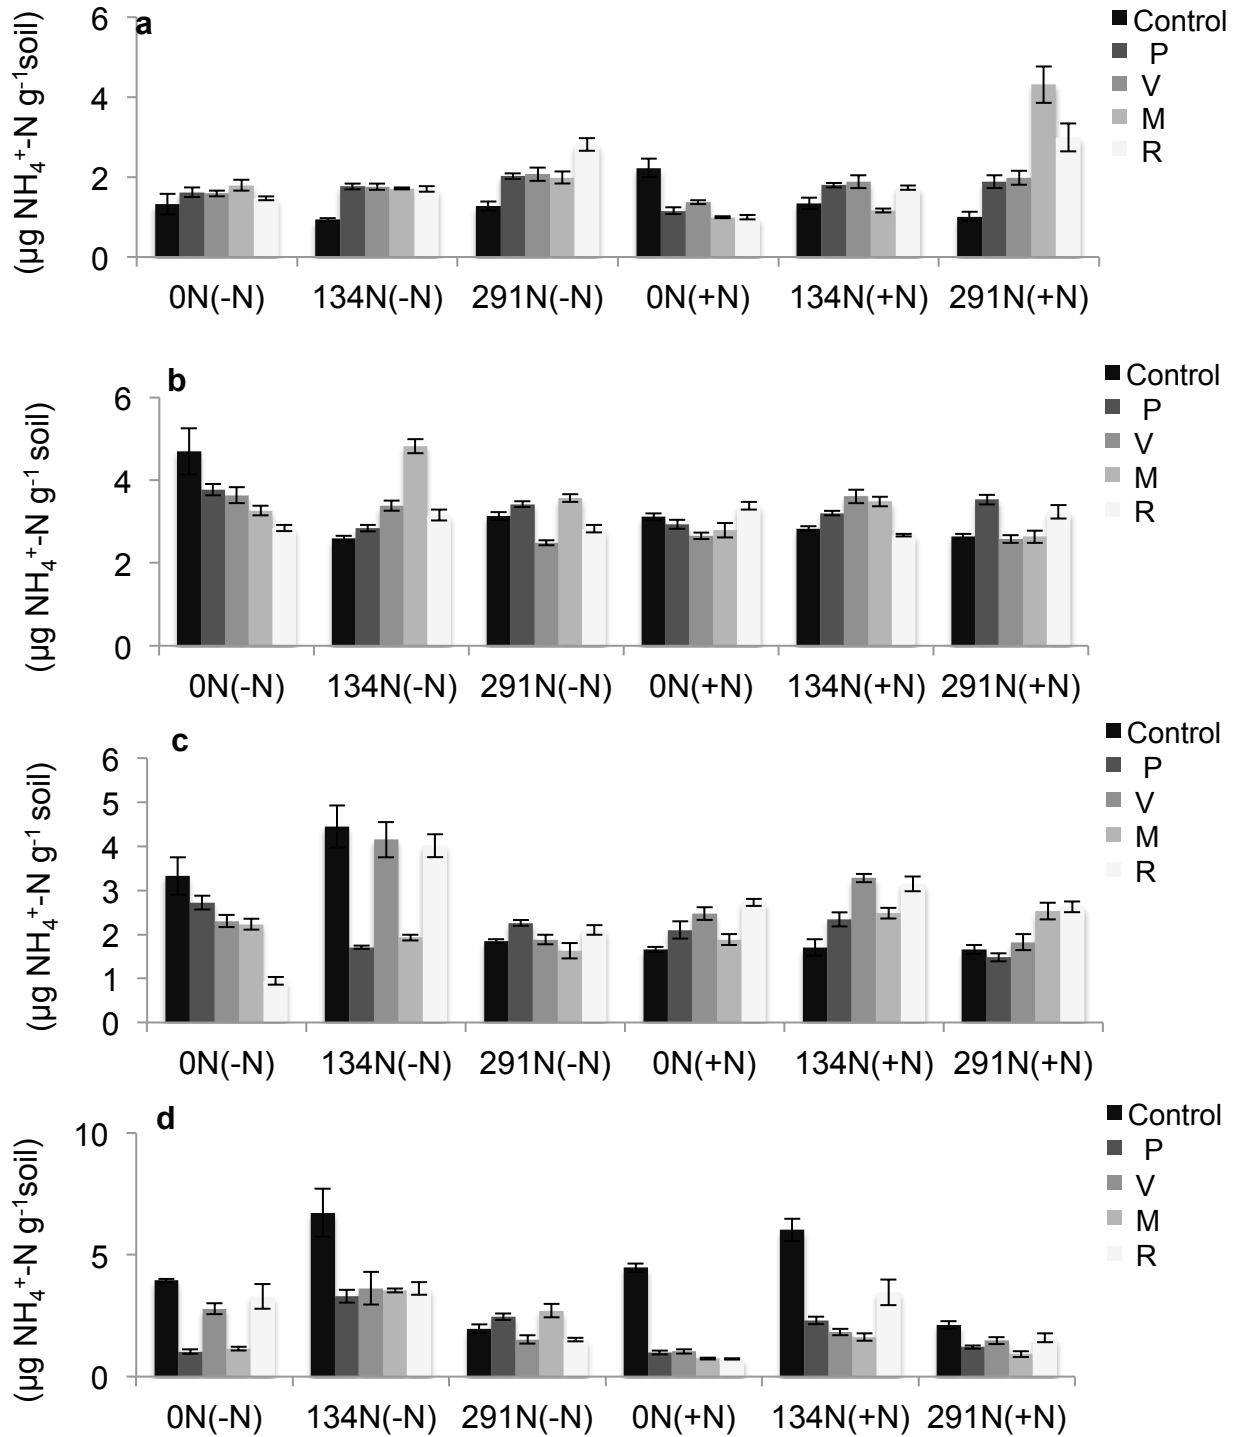 a
6
4
2
0
(µg NH₄⁺-N g⁻¹soil)
0N(-N) 134N(-N) 291N(-N) 0N(+N) 134N(+N) 291N(+N)
Control
P
V
M
R
b
6
4
2
0
(µg NH₄⁺-N g⁻¹ soil)
0N(-N) 134N(-N) 291N(-N) 0N(+N) 134N(+N) 291N(+N)
Control
P
V
M
R
c
6
5
4
3
2
1
0
(µg NH₄⁺-N g⁻¹ soil)
0N(-N) 134N(-N) 291N(-N) 0N(+N) 134N(+N) 291N(+N)
Control
P
V
M
R
d
10
5
0
(µg NH₄⁺-N g⁻¹soil)
0N(-N) 134N(-N) 291N(-N) 0N(+N) 134N(+N) 291N(+N)
Control
P
V
M
R